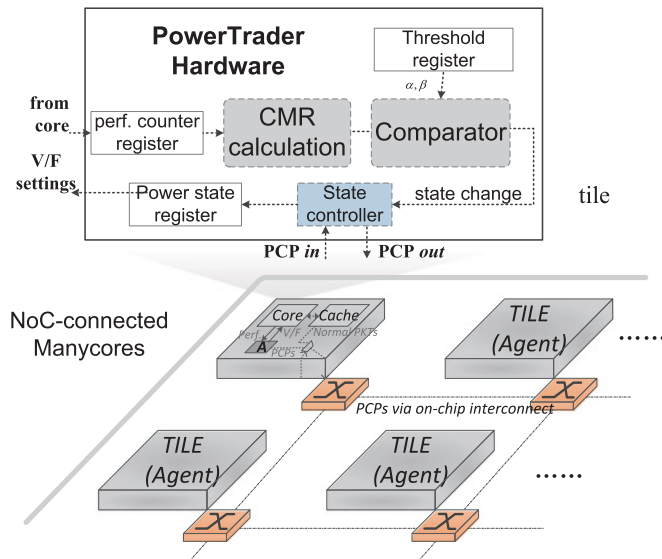 PowerTrader
Hardware
Threshold
register
α, β
from
core
perf. counter
register
CMR
calculation
Comparator
V/F
settings
Power state
register
State
controller
state change
tile
PCP in
PCP out
NoC-connected
Manycores
Core
Cache
Perf.
V/F
Normal PKTs
A
PCPs
TILE
(Agent)
......
PCPs via on-chip interconnect
TILE
(Agent)
TILE
(Agent)
......